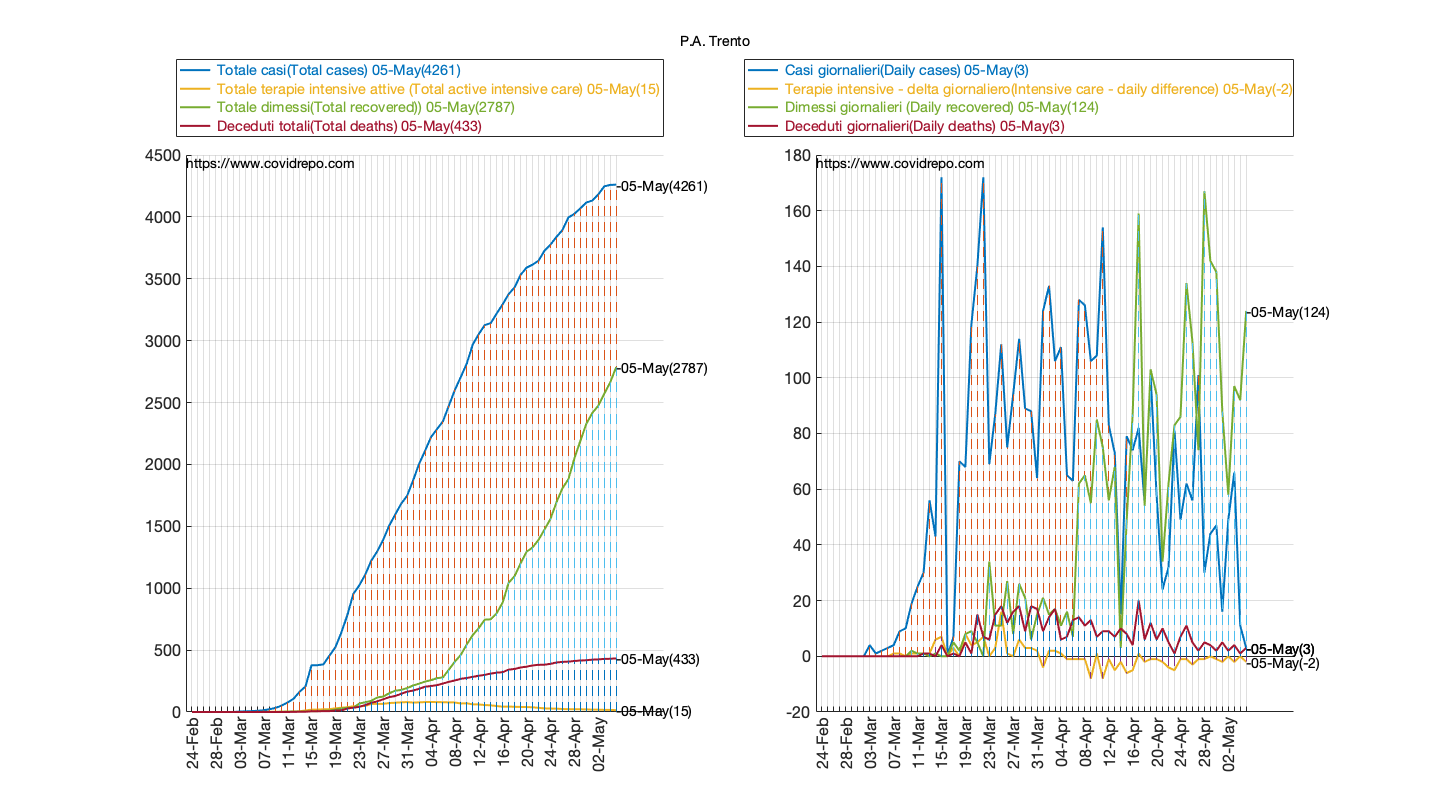 P.A. Trento
Totale casi(Total cases) 05-May(4261)
Totale terapie intensive attive (Total active intensive care) 05-May(15)
Totale dimessi(Total recovered)) 05-May(2787)
Deceduti totali(Total deaths) 05-May(433)
4500
https://www.covidrepo.com
05-May(4261)
4000
3500
3000
05-May(2787)
2500
2000
1500
1000
500
05-May(433)
0
05-May(15)
24-Feb
28-Feb
03-Mar
07-Mar
11-Mar
15-Mar
19-Mar
23-Mar
27-Mar
31-Mar
04-Apr
08-Apr
12-Apr
16-Apr
20-Apr
24-Apr
28-Apr
02-May
Casi giornalieri(Daily cases) 05-May(3)
Terapie intensive - delta giornaliero(Intensive care - daily difference) 05-May(-2)
Dimessi giornalieri (Daily recovered) 05-May(124)
Deceduti giornalieri(Daily deaths) 05-May(3)
180
https://www.covidrepo.com
160
140
120
05-May(124)
100
80
60
40
20
0
05-May(3)
05-May(-2)
-20
24-Feb
28-Feb
03-Mar
07-Mar
11-Mar
15-Mar
19-Mar
23-Mar
27-Mar
31-Mar
04-Apr
08-Apr
12-Apr
16-Apr
20-Apr
24-Apr
28-Apr
02-May